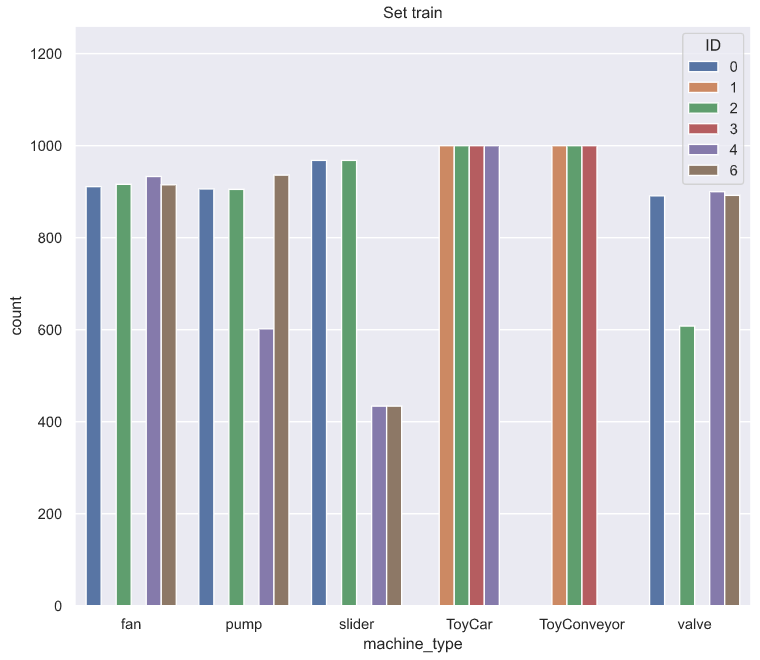 Set train
1200
1000
800
600
400
200
0
count
ID
0
1
2
3
4
6
fan pump slider ToyCar ToyConveyor valve
machine_type